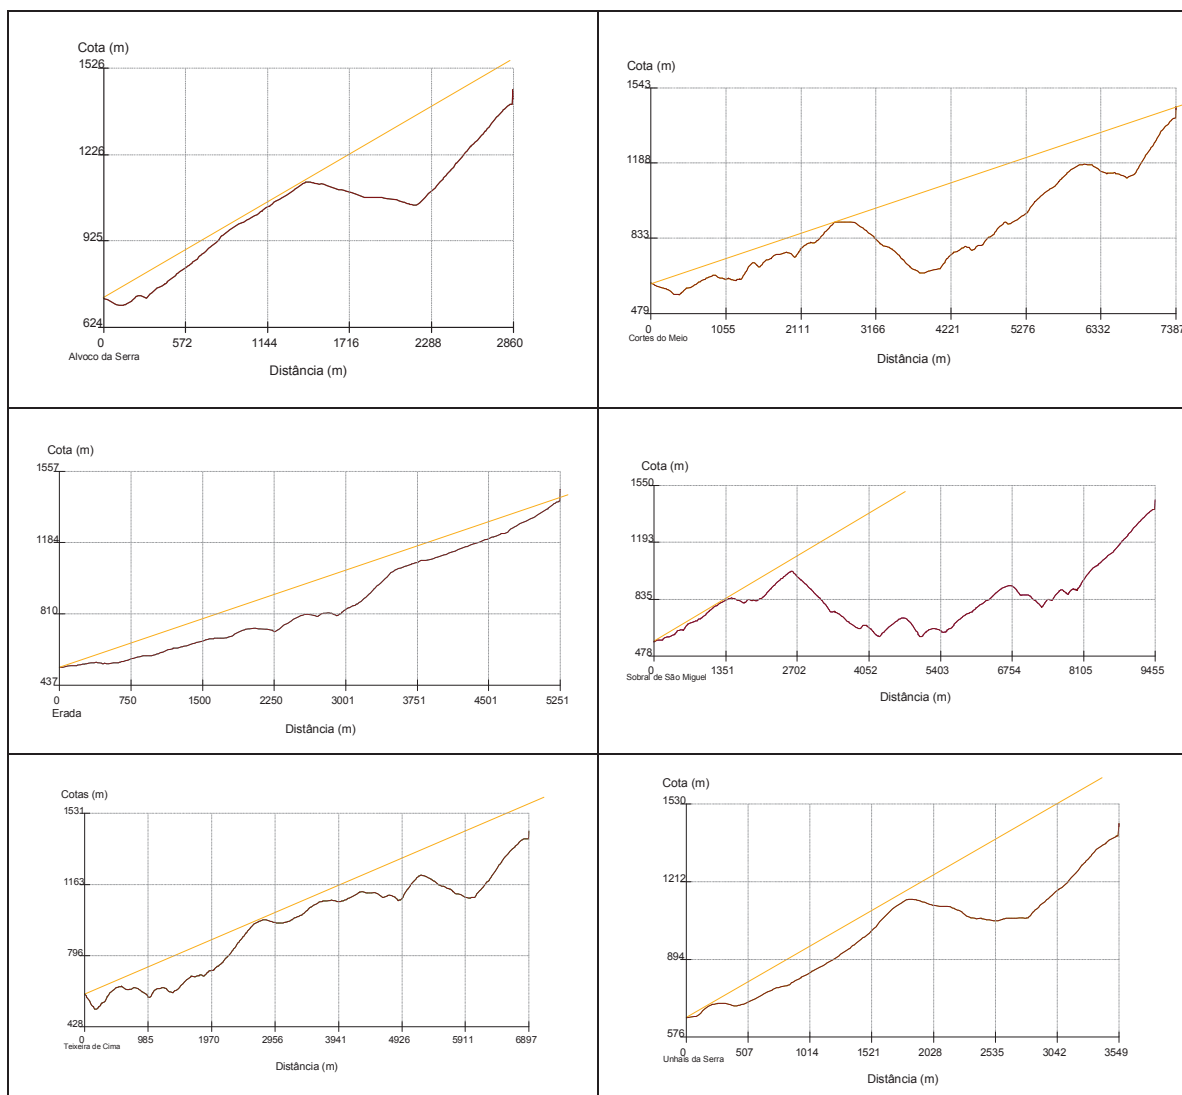 Cota (m)
1526
1226
925
624
0 572 1144 1716 2288 2860
Alvoco da Serra
Distância (m)
Cota (m)
1543
1188
833
479
0 1055 2111 3166 4221 5276 6332 7387
Cortes do Meio
Distância (m)
Cota (m)
1557
1184
810
437
0 750 1500 2250 3001 3751 4501 5251
Erada
Distância (m)
Cota (m)
1550
1193
835
478
0 1351 2702 4052 5403 6754 8105 9455
Sobral de São Miguel
Distância (m)
Cotas (m)
1531
1163
796
428
0 985 1970 2956 3941 4926 5911 6897
Teixeira de Cima
Distância (m)
Cota (m)
1530
1212
894
576
0 507 1014 1521 2028 2535 3042 3549
Unhais da Serra
Distância (m)